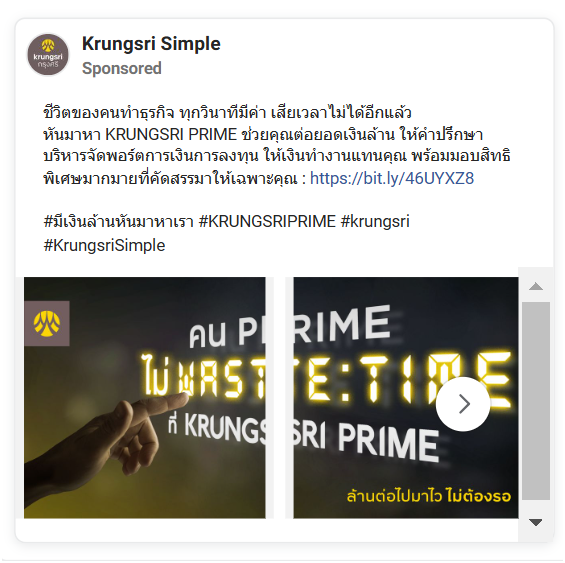 Krungsri Simple
Sponsored
krungsri
กรุงศรี
ชีวิตของคนทำธุรกิจ ทุกวินาทีมีค่า เสียเวลาไม่ได้อีกแล้ว
หันมาหา KRUNGSRI PRIME ช่วยคุณต่อยอดเงินล้าน ให้คำปรึกษา
บริหารจัดพอร์ตการเงินการลงทุน ให้เงินทำงานแทนคุณ พร้อมมอบสิทธิ
พิเศษมากมายที่คัดสรรมาให้เฉพาะคุณ : https://bit.ly/46UYXZ8
#มีเงินล้านหันมาหาเรา #KRUNGSRIPRIME #krungsri
#KrungsriSimple
คน PRIME
ไม่ WASTE:TIME
ที่ KRUNGSRI PRIME
ล้านต่อไปมาไว ไม่ต้องรอ